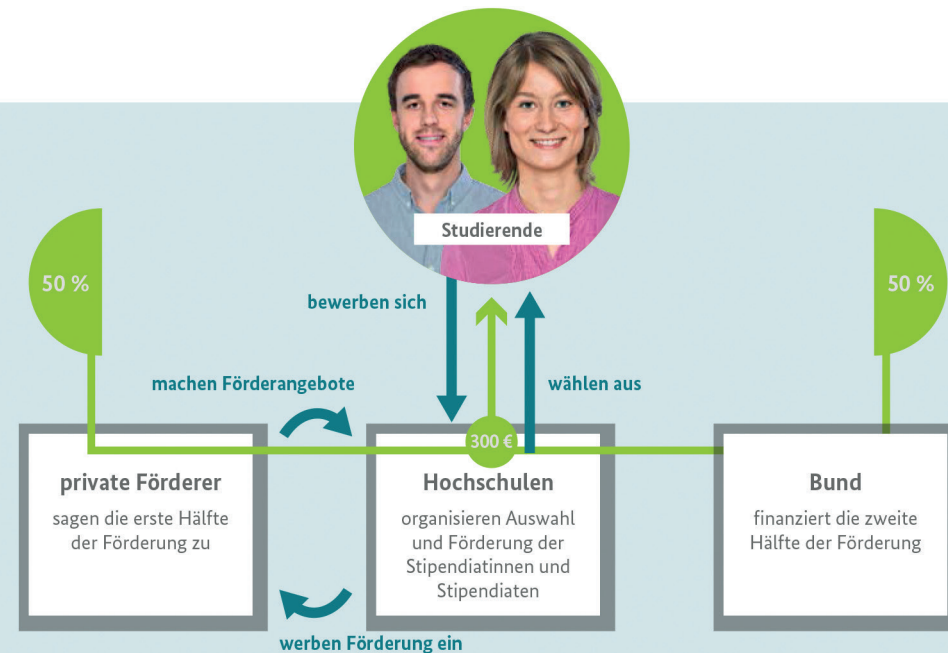 Studierende
50 %
50 %
bewerben sich
machen Förderangebote
wählen aus
300 €
private Förderer
sagen die erste Hälfte
der Förderung zu
Hochschulen
organisieren Auswahl
und Förderung der
Stipendiatinnen und
Stipendiaten
Bund
finanziert die zweite
Hälfte der Förderung
werben Förderung ein